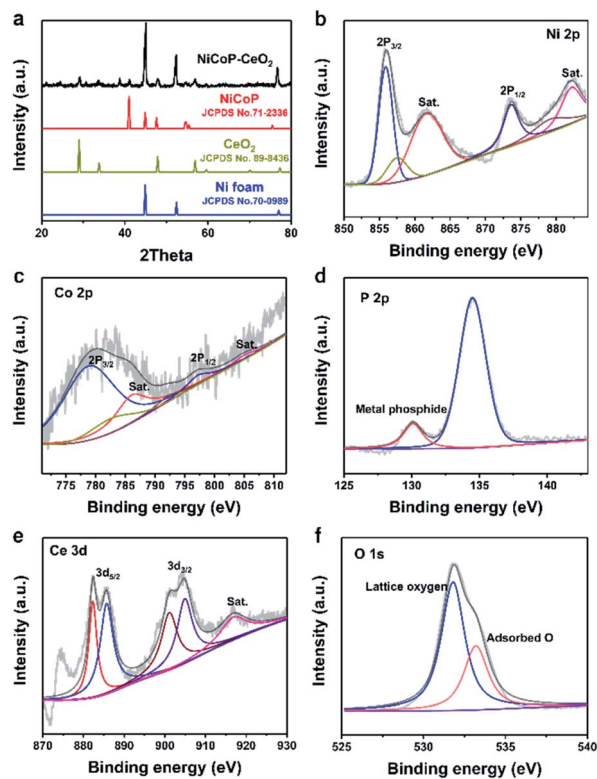 a
Intensity (a.u.)
NiCoP-CeO₂
NiCoP
JCPDS No.71-2336
CeO₂
JCPDS No. 89-8436
Ni foam
JCPDS No.70-0989
20 40 60 80
2Theta
b
Intensity (a.u.)
Ni 2p
2P₃/₂
Sat.
2P₁/₂
Sat.
850 855 860 865 870 875 880
Binding energy (eV)
c
Intensity (a.u.)
Co 2p
2P₃/₂
Sat.
2P₁/₂
Sat.
775 780 785 790 795 800 805 810
Binding energy (eV)
d
Intensity (a.u.)
P 2p
Metal phosphide
125 130 135 140
Binding energy (eV)
e
Intensity (a.u.)
Ce 3d
3d₅/₂
3d₃/₂
Sat.
870 880 890 900 910 920 930
Binding energy (eV)
f
Intensity (a.u.)
O 1s
Lattice oxygen
Adsorbed O
525 530 535 540
Binding energy (eV)